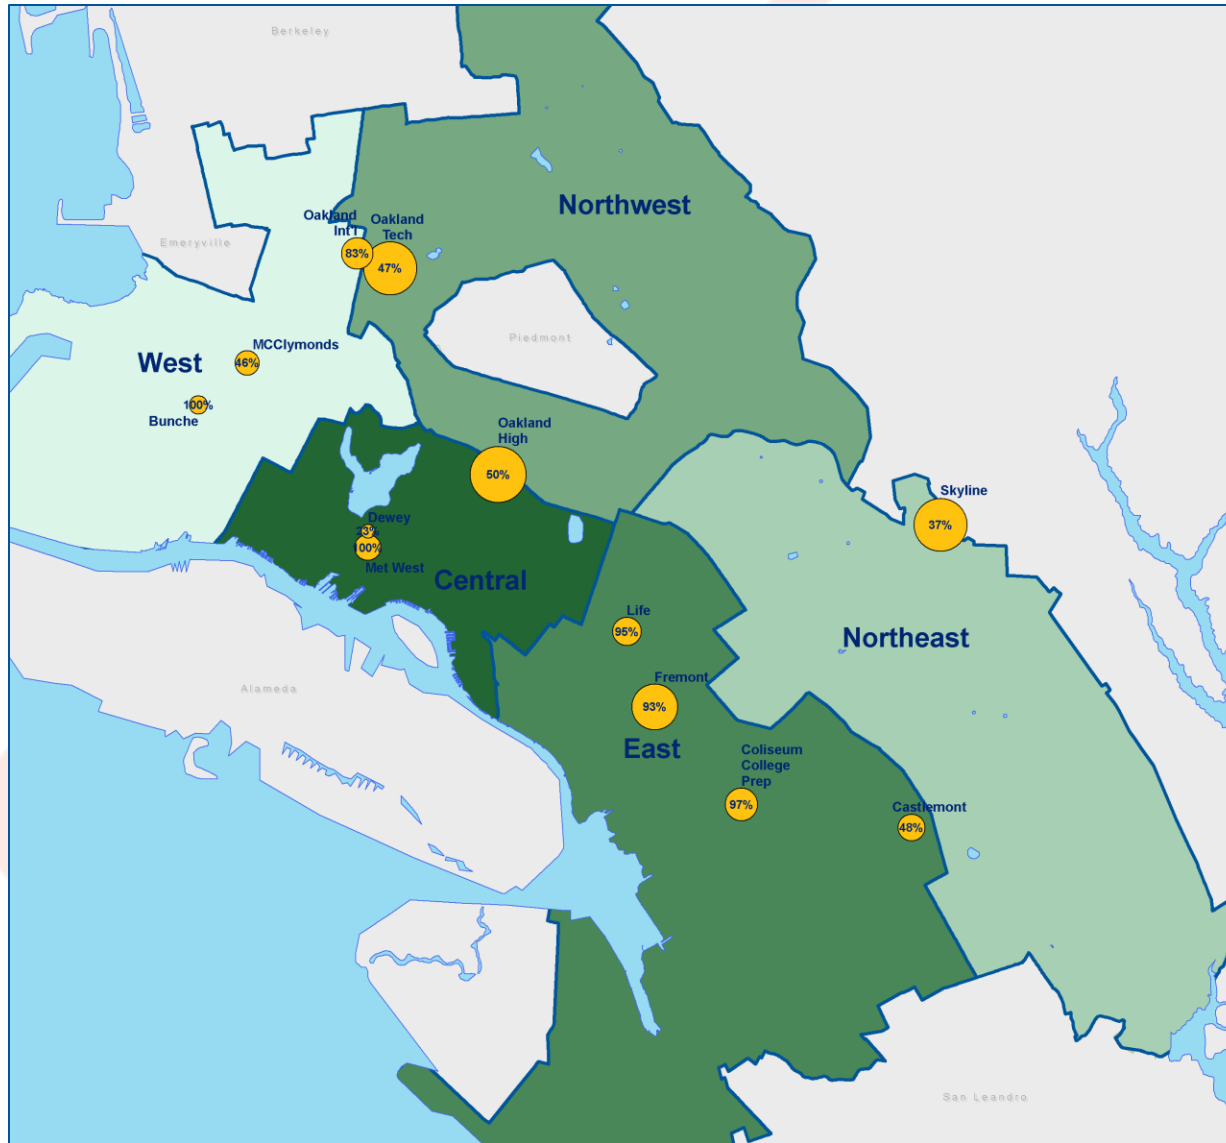 Berkeley
Northwest
Oakland
Int'l
Oakland
Tech
Emeryville
83%
47%
Piedmont
MCClymonds
West
46%
100%
Bunche
Oakland
High
50%
Skyline
37%
Dewey
23%
100%
Met West
Central
Life
95%
Northeast
Fremont
93%
Alameda
East
Coliseum
College
Prep
97%
Castlemont
48%
San Leandro